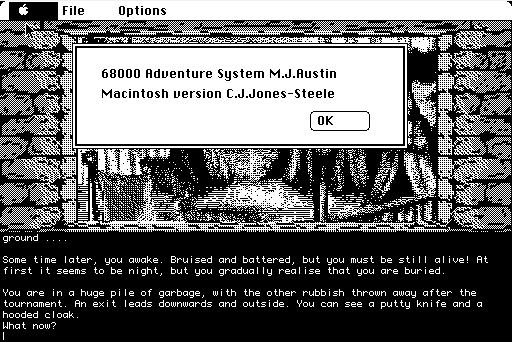 File Options
68000 Adventure System M.J.Austin
Macintosh version C.J.Jones-Steele
OK
ground ....
Some time later, you awake. Bruised and battered, but you must be still alive! At
first it seems to be night, but you gradually realise that you are buried.
You are in a huge pile of garbage, with the other rubbish thrown away after the
tournament. An exit leads downwards and outside. You can see a putty knife and a
hooded cloak.
What now?